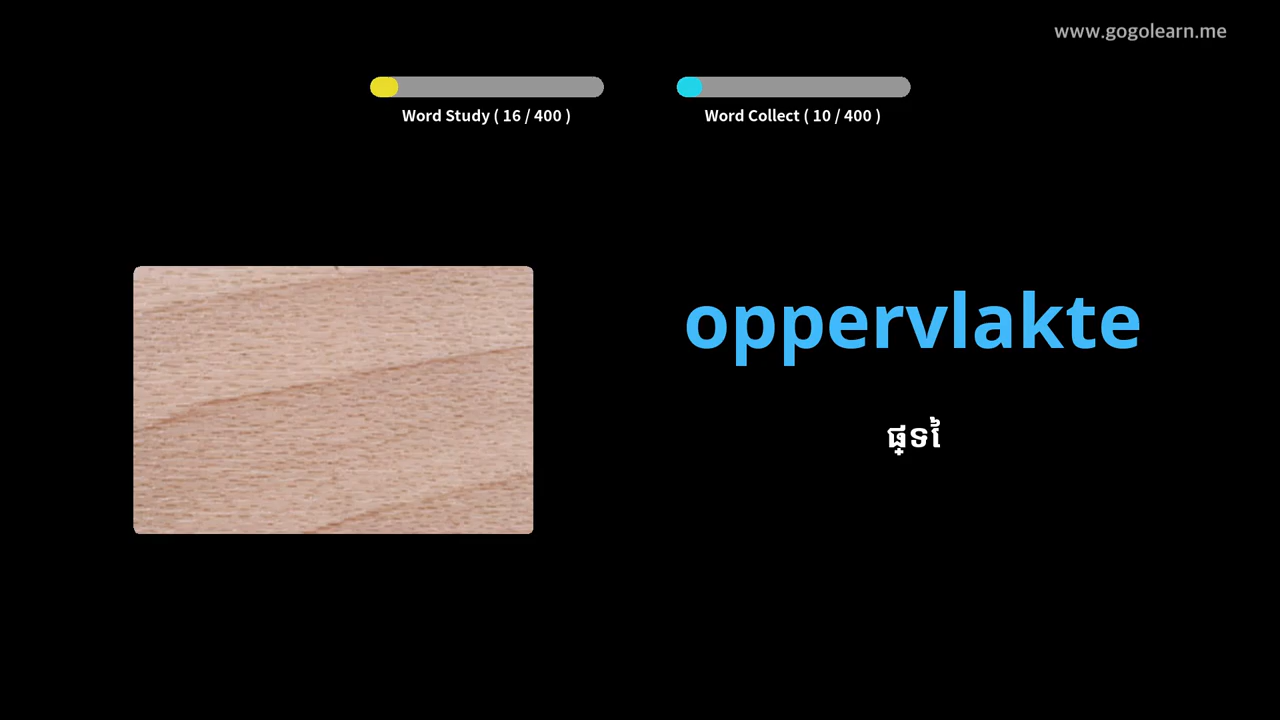 www.gogolearn.me
Word Study ( 16 / 400 )
Word Collect ( 10 / 400 )
oppervlakte
ផ្ទៃ